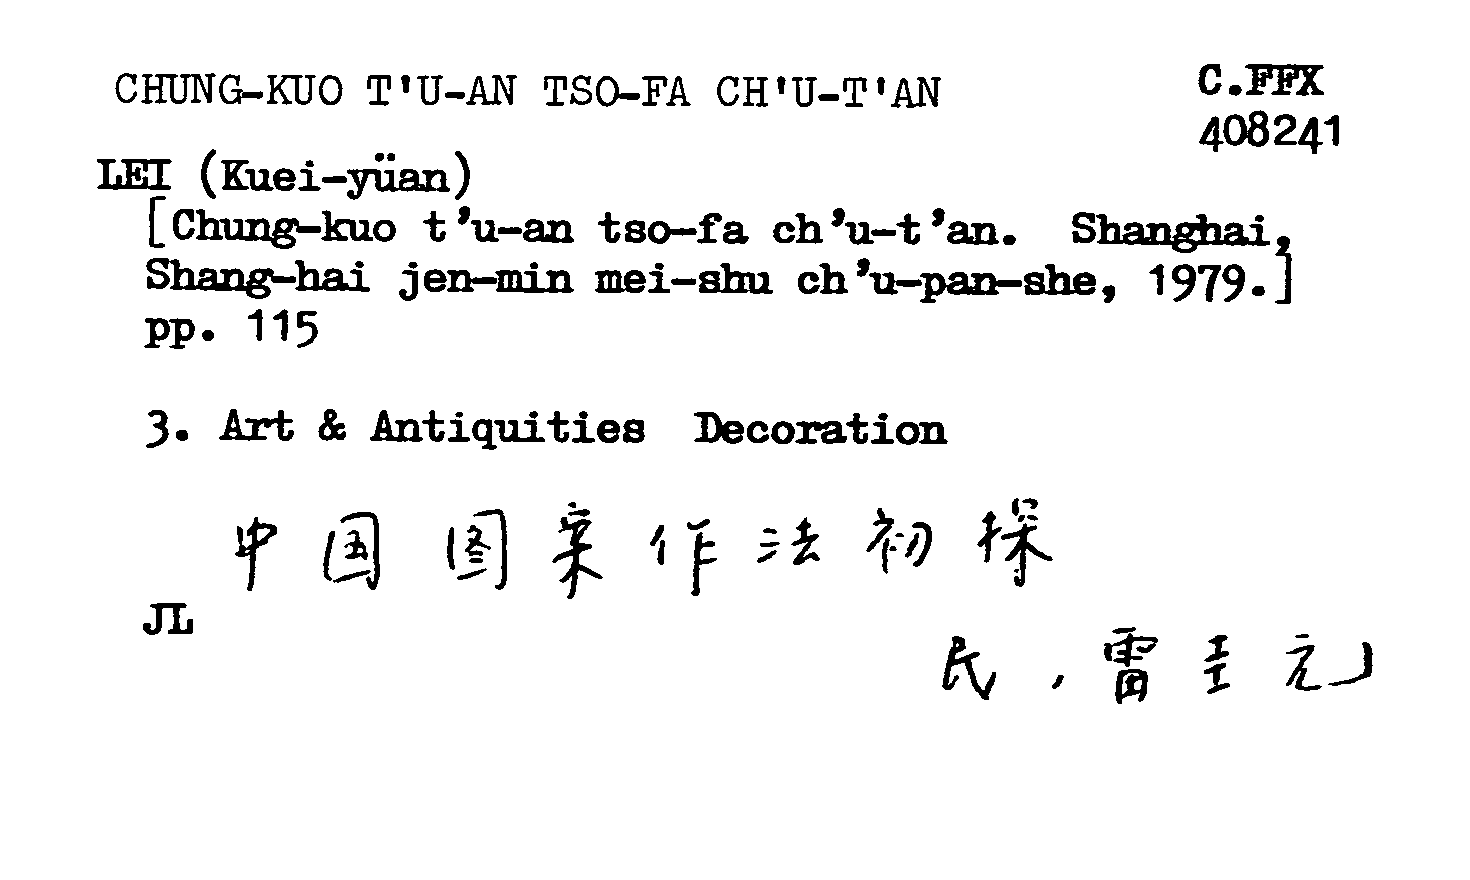 CHUNG-KUO T'U-AN TSO-FA CH'U-T'AN
C.FFX
408241
LEI (Kuei-yüan)
[Chung-kuo t’u-an tso-fa ch’u-t’an. Shanghai,
Shang-hai jen-min mei-shu ch’u-pan-she, 1979.]
pp. 115
3. Art & Antiquities Decoration
中国图案作法初探
JL
民，雷圭元